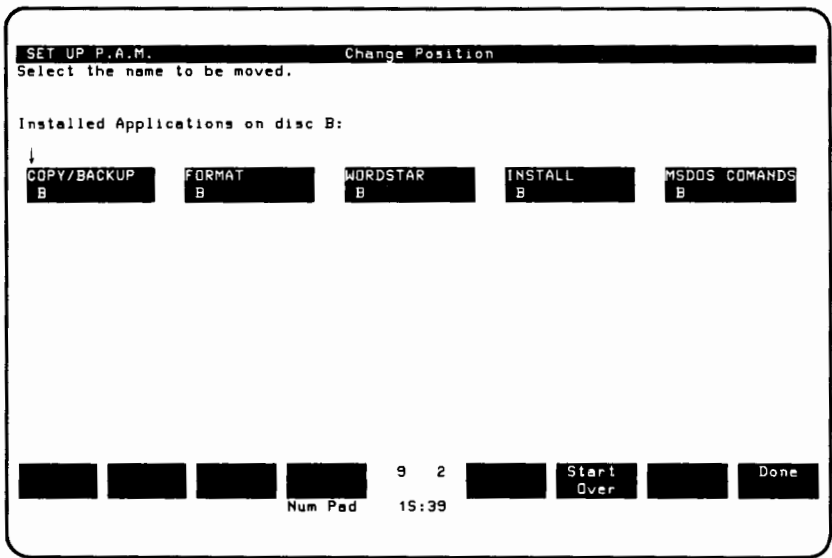 SET UP P.A.M. Change Position
Select the name to be moved.
Installed Applications on disc B:
COPY/BACKUP FORMAT WORDSTAR INSTALL MSDOS COMANDS
B B B B B
9 2 Start Done
Over
Num Pad 15:39